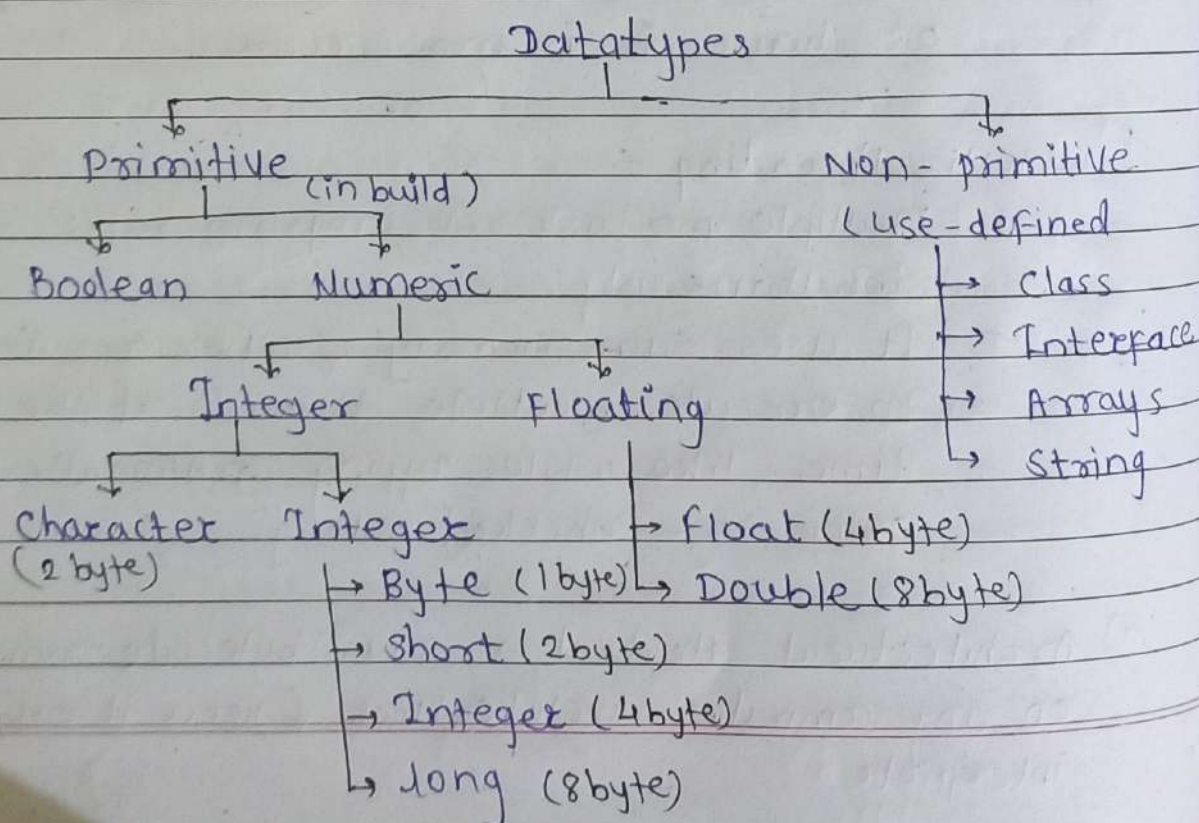 Datatypes
Primitive (in build)
Non-primitive
(use-defined
Boolean
Numeric
Class
Interface
Arrays
String
Integer
Floating
Character
(2 byte)
Integer
Byte (1byte)
Short (2byte)
Integer (4byte)
long (8byte)
float (4byte)
Double (8byte)